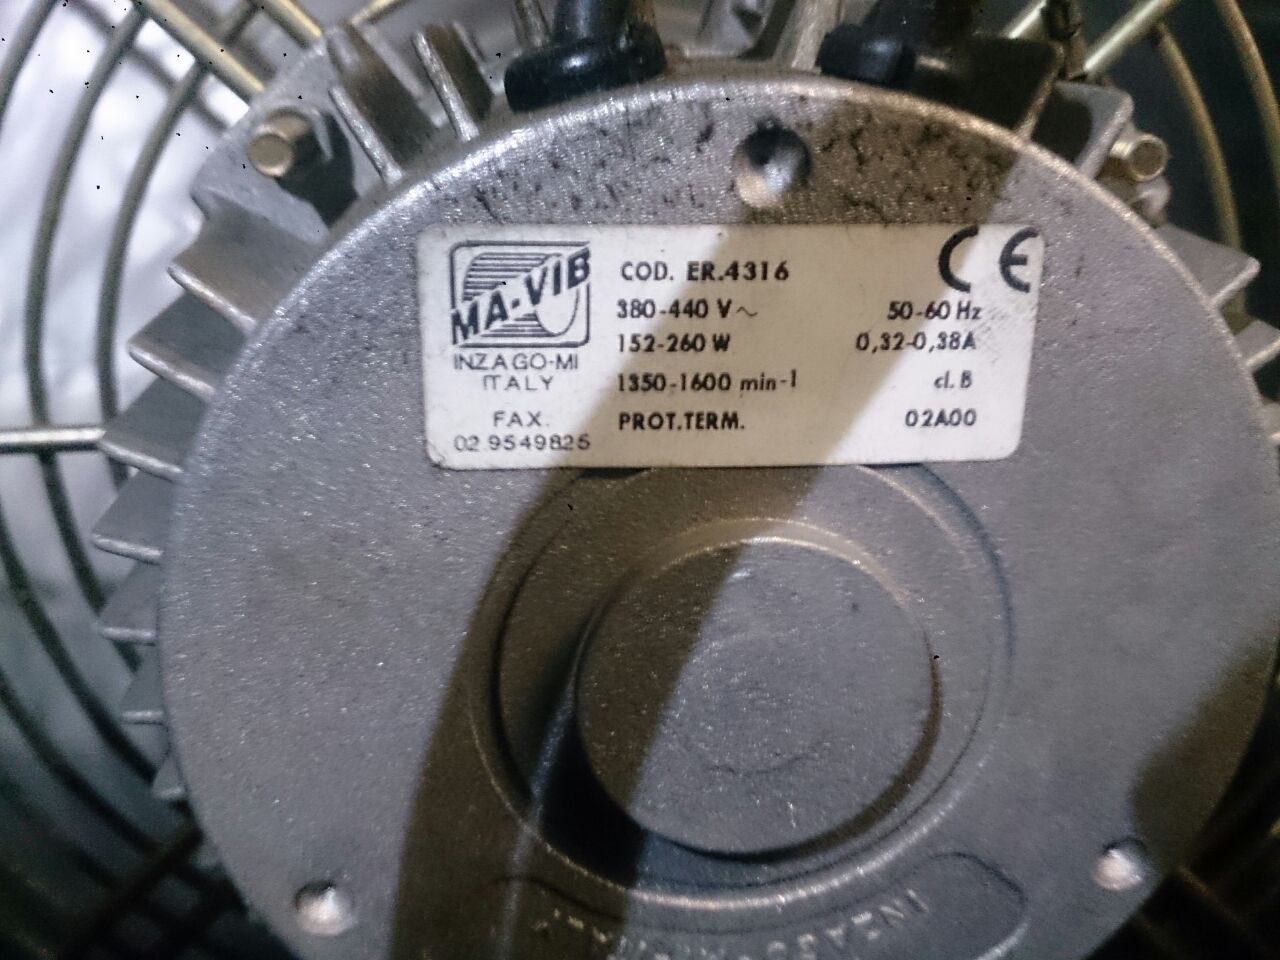 MA-VIB
INZAGO-MI
ITALY
FAX.
02 9549825
COD. ER.4316
CE
380-440 V~ 50-60 Hz
152-260 W 0,32-0,38A
1350-1600 min-1 cl. B
PROT.TERM. 02A00
INZAGO